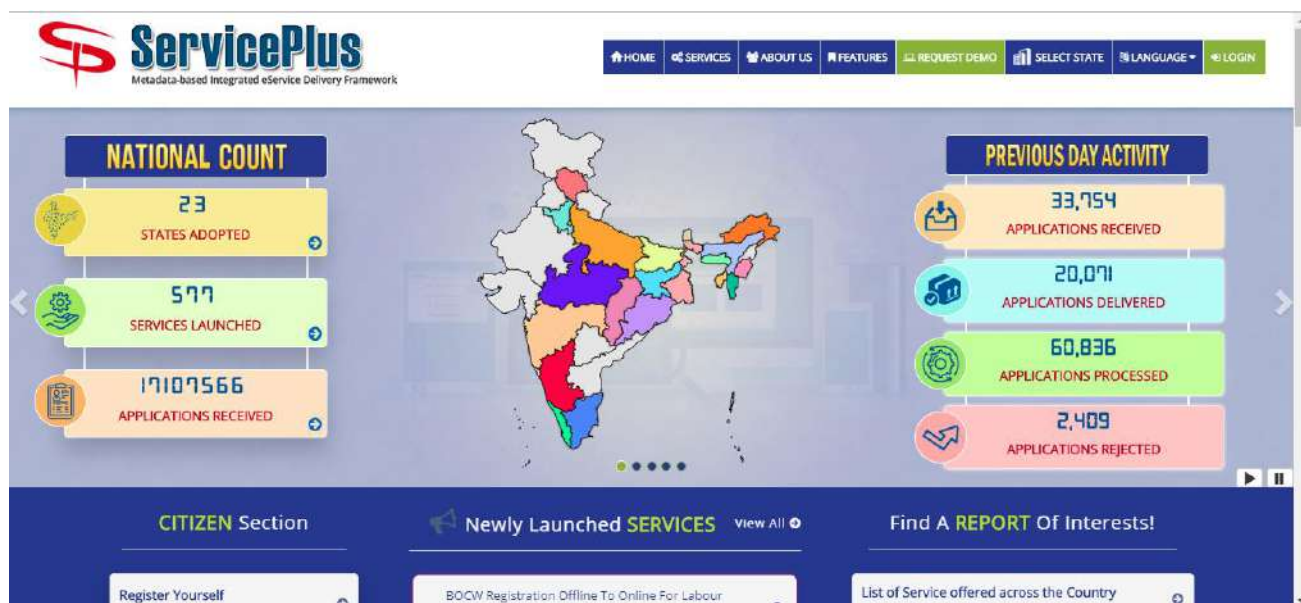 ServicePlus
Metadata-based Integrated eService Delivery Framework
HOME
SERVICES
ABOUT US
FEATURES
REQUEST DEMO
SELECT STATE
LANGUAGE
LOGIN
NATIONAL COUNT
23
STATES ADOPTED
577
SERVICES LAUNCHED
17107566
APPLICATIONS RECEIVED
PREVIOUS DAY ACTIVITY
33,754
APPLICATIONS RECEIVED
20,071
APPLICATIONS DELIVERED
60,836
APPLICATIONS PROCESSED
2,409
APPLICATIONS REJECTED
CITIZEN Section
Register Yourself
Newly Launched SERVICES View All
BOCW Registration Offline To Online For Labour
Find A REPORT Of Interests!
List of Service offered across the Country